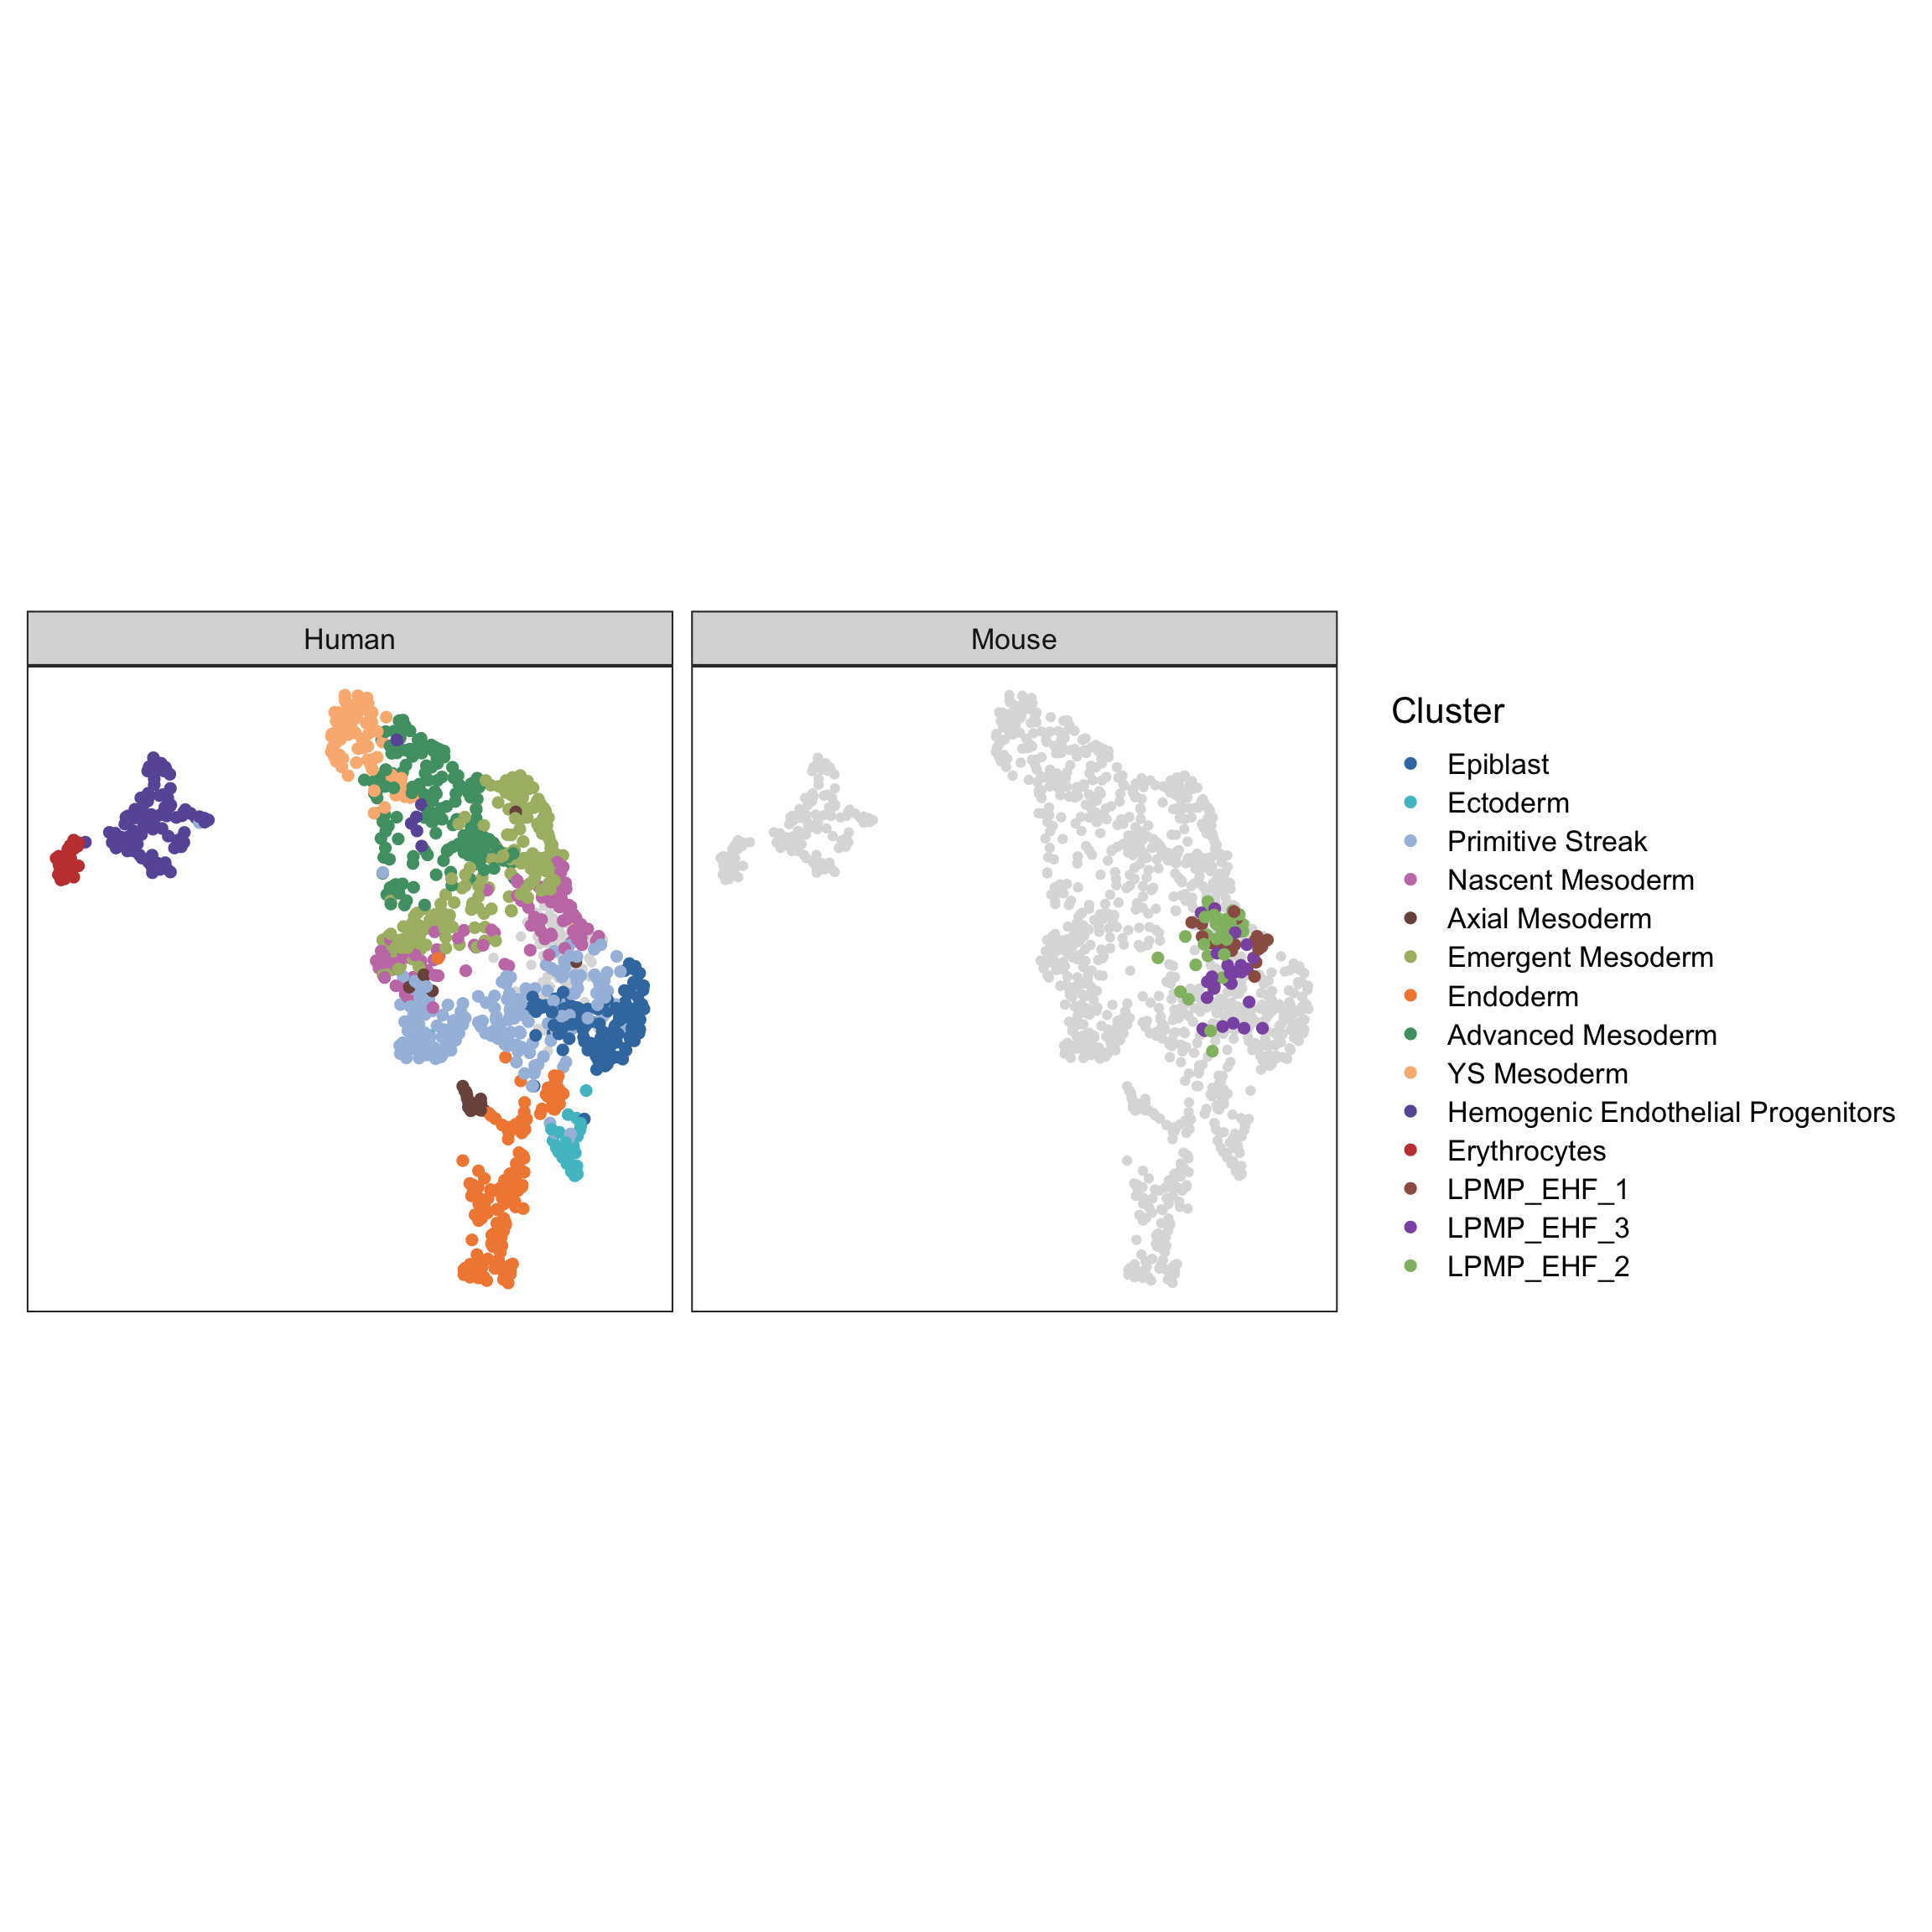 Human
Mouse
Cluster
Epiblast
Ectoderm
Primitive Streak
Nascent Mesoderm
Axial Mesoderm
Emergent Mesoderm
Endoderm
Advanced Mesoderm
YS Mesoderm
Hemogenic Endothelial Progenitors
Erythrocytes
LPMP_EHF_1
LPMP_EHF_3
LPMP_EHF_2